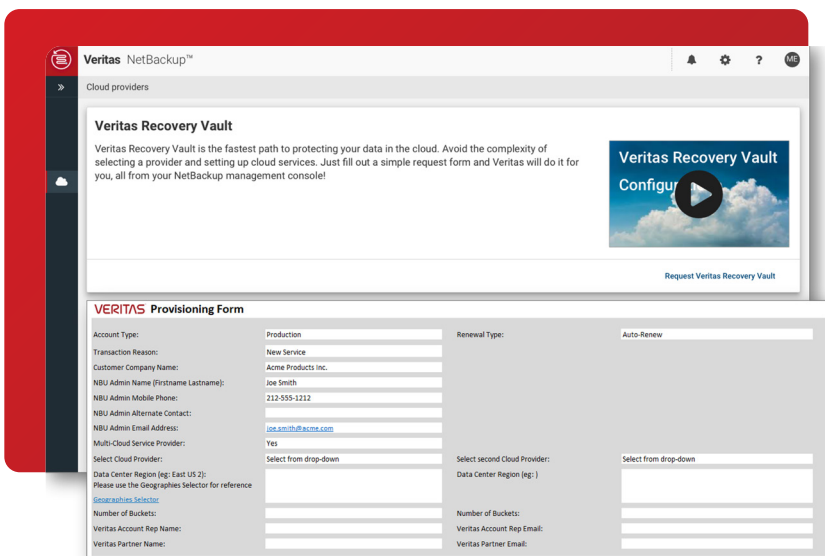 Veritas NetBackup™
ME
Cloud providers
Veritas Recovery Vault
Veritas Recovery Vault is the fastest path to protecting your data in the cloud. Avoid the complexity of
selecting a provider and setting up cloud services. Just fill out a simple request form and Veritas will do it for
you, all from your NetBackup management console!
Veritas Recovery Vault
Request Veritas Recovery Vault
VERITAS Provisioning Form
Account Type: Production Renewal Type: Auto-Renew
Transaction Reason: New Service
Customer Company Name: Acme Products Inc.
NBU Admin Name (Firstname Lastname): Joe Smith
NBU Admin Mobile Phone: 212-555-1212
NBU Admin Alternate Contact:
NBU Admin Email Address: joe.smith@acme.com
Multi-Cloud Service Provider: Yes
Select Cloud Provider: Select from drop-down Select second Cloud Provider: Select from drop-down
Data Center Region (eg: East US 2): Data Center Region (eg: )
Please use the Geographies Selector for reference
Geographies Selector
Number of Buckets: Number of Buckets:
Veritas Account Rep Name: Veritas Account Rep Email:
Veritas Partner Name: Veritas Partner Email: